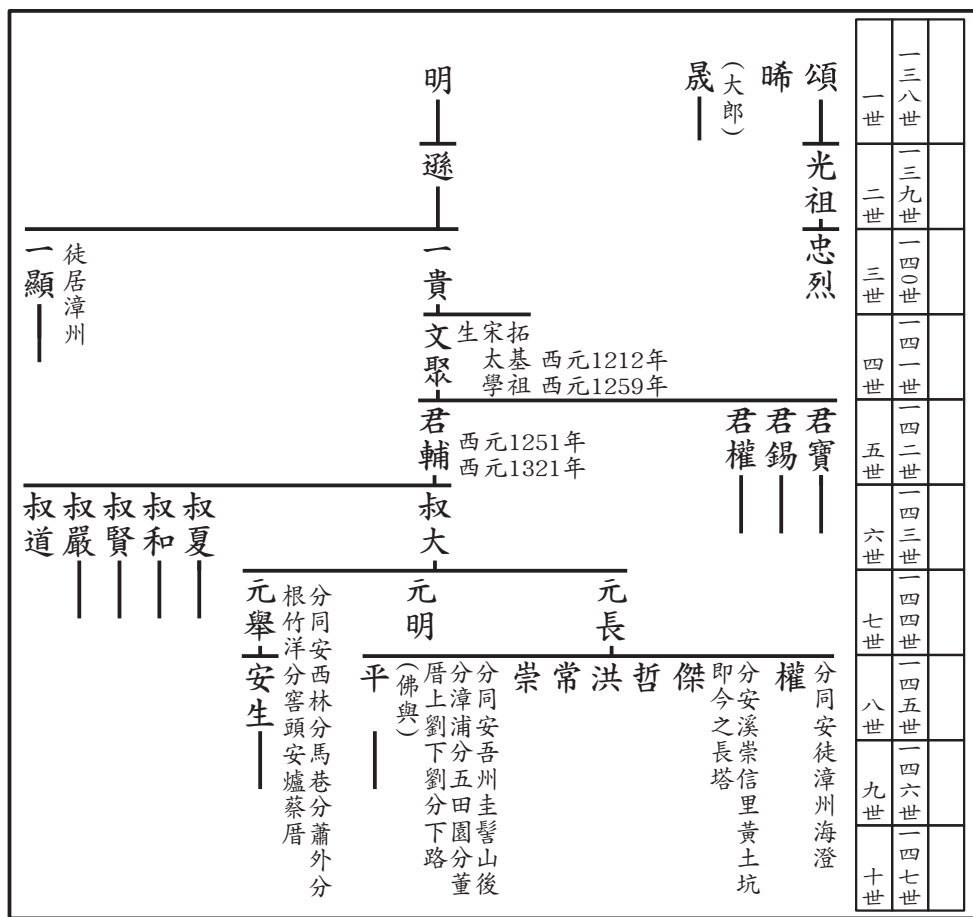 一三八世
一世
一三九世
二世
一四〇世
三世
一四一世
四世
一四二世
五世
一四三世
六世
一四四世
七世
一四五世
八世
一四六世
九世
一四七世
十世
頌
晞
晟
(大郎)
明
光祖
遜
忠烈
一貴
一顯
徒居漳州
文聚
生宋拓
太基 西元1212年
學祖 西元1259年
君寶
君錫
君權
君輔
西元1251年
西元1321年
叔大
叔夏
叔和
叔賢
叔嚴
叔道
元長
元明
元舉
分同安西林分馬巷分蕭外分
根竹洋分窖頭安爐蔡厝
權
分同安徒漳州海澄
傑
分安溪崇信里黃土坑
即今之長塔
哲
洪
常
崇
平
(佛與)
分同安吾州圭髻山後
分漳浦分五田園分董
厝上劉下劉分下路
安生